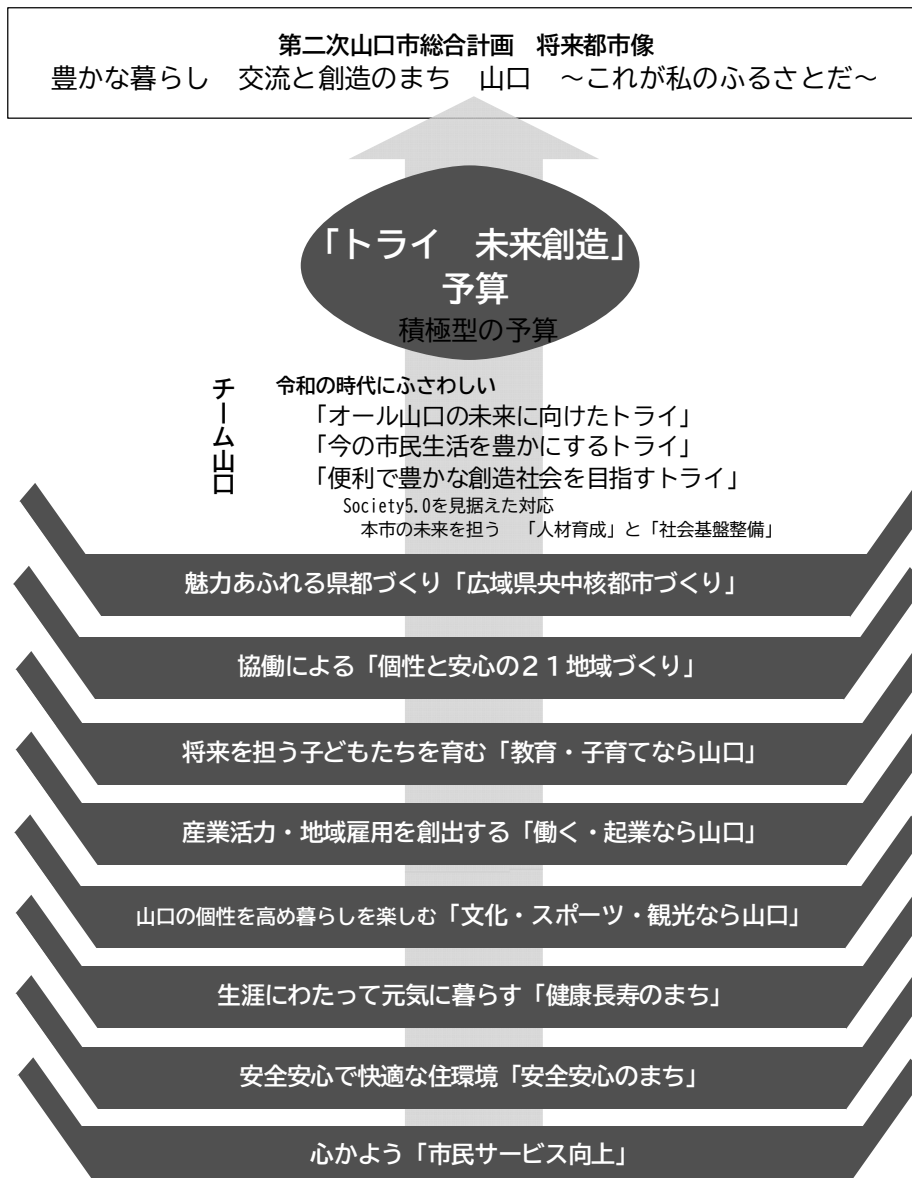 第二次山口市総合計画　将来都市像
豊かな暮らし　交流と創造のまち　山口　～これが私のふるさとだ～
「トライ　未来創造」
予算
積極型の予算
チーム山口
令和の時代にふさわしい
「オール山口の未来に向けたトライ」
「今の市民生活を豊かにするトライ」
「便利で豊かな創造社会を目指すトライ」
Society5.0を見据えた対応
本市の未来を担う　「人材育成」と「社会基盤整備」
魅力あふれる県都づくり「広域県央中核都市づくり」
協働による「個性と安心の２１地域づくり」
将来を担う子どもたちを育む「教育・子育てなら山口」
産業活力・地域雇用を創出する「働く・起業なら山口」
山口の個性を高め暮らしを楽しむ「文化・スポーツ・観光なら山口」
生涯にわたって元気に暮らす「健康長寿のまち」
安全安心で快適な住環境「安全安心のまち」
心かよう「市民サービス向上」